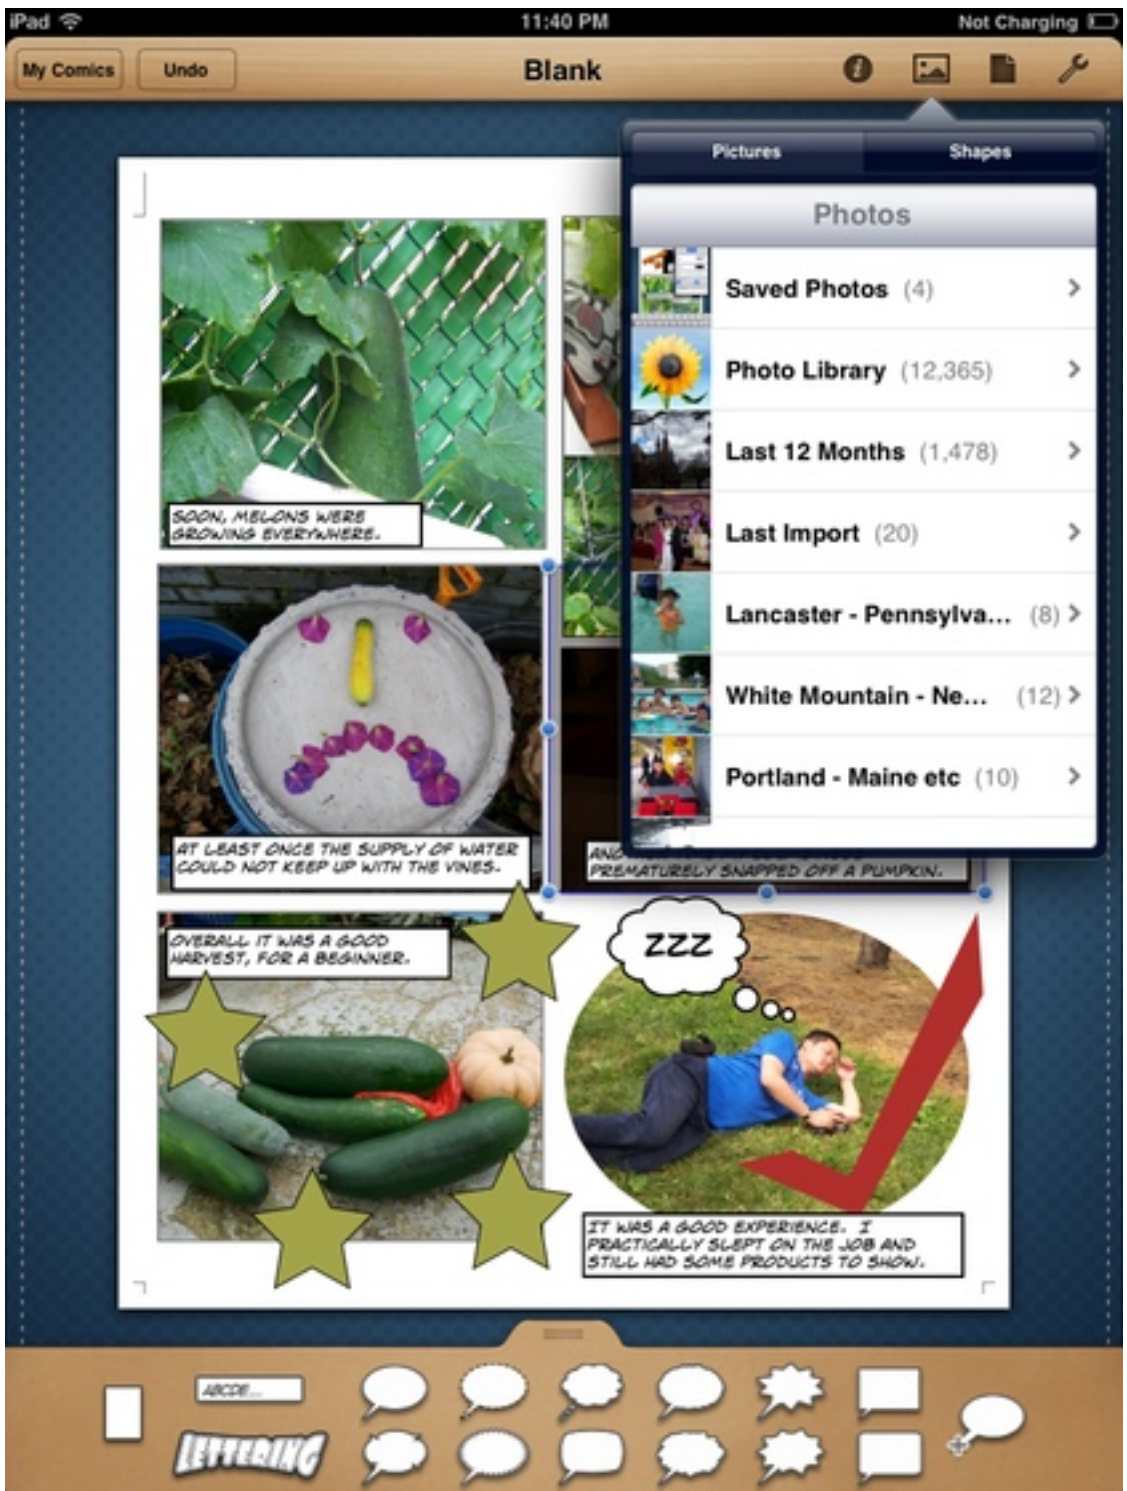 iPad
11:40 PM
Not Charging
My Comics
Undo
Blank
Pictures
Shapes
Photos
Saved Photos (4)
Photo Library (12,365)
Last 12 Months (1,478)
Last Import (20)
Lancaster - Pennsylva... (8)
White Mountain - Ne... (12)
Portland - Maine etc (10)
SOON, MELONS WERE
GROWING EVERYWHERE.
AT LEAST ONCE THE SUPPLY OF WATER
COULD NOT KEEP UP WITH THE VINES.
PREMATURELY SNAPPED OFF A PUMPKIN.
OVERALL IT WAS A GOOD
HARVEST, FOR A BEGINNER.
ZZZ
IT WAS A GOOD EXPERIENCE. I
PRACTICALLY SLEPT ON THE JOB AND
STILL HAD SOME PRODUCTS TO SHOW.
ABCDE...
LETTERING